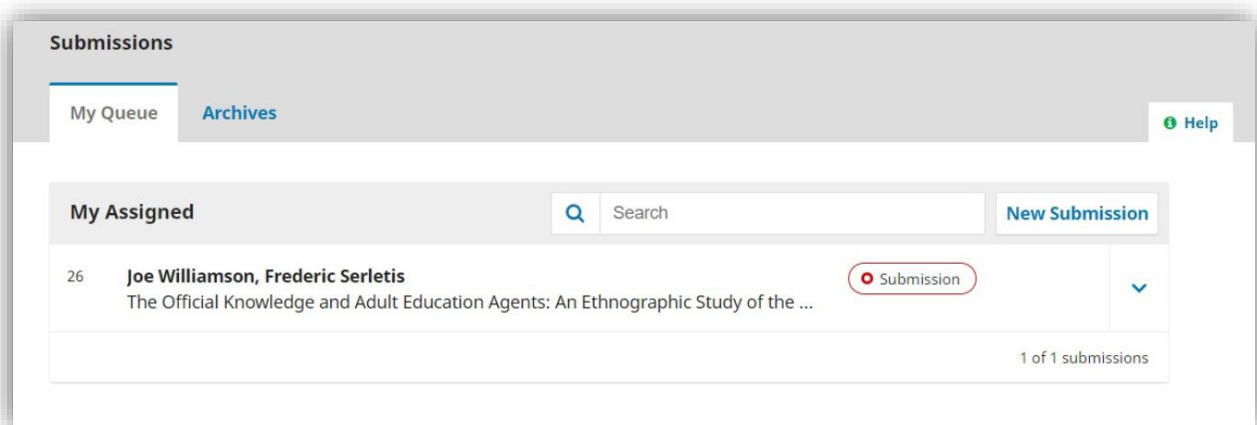 Submissions
My Queue Archives
Help
My Assigned Search New Submission
26 Joe Williamson, Frederic Serletis Submission
The Official Knowledge and Adult Education Agents: An Ethnographic Study of the ...
1 of 1 submissions